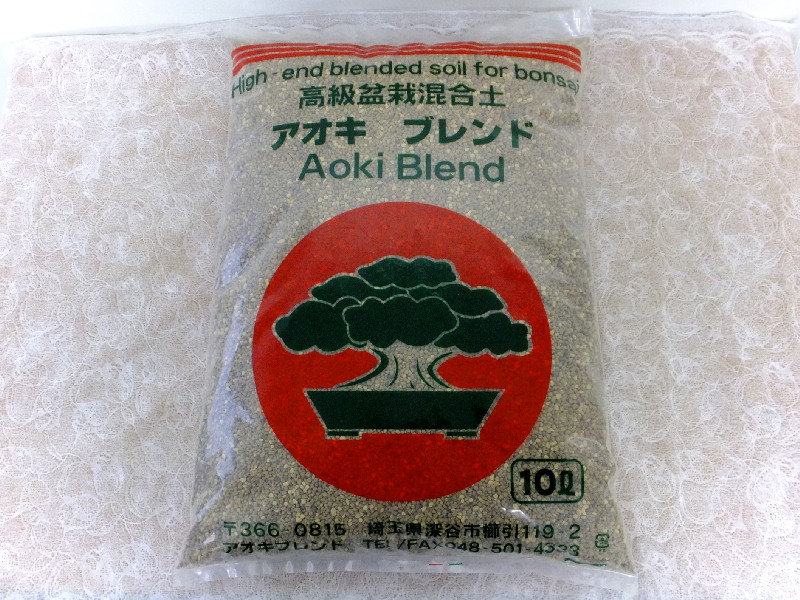 High-end blended soil for bonsai
高級盆栽混合土
アオキ ブレンド
Aoki Blend
10ℓ
〒366-0815 埼玉県深谷市櫛引119-2
アオキブレンド TEL/FAX048-501-4393